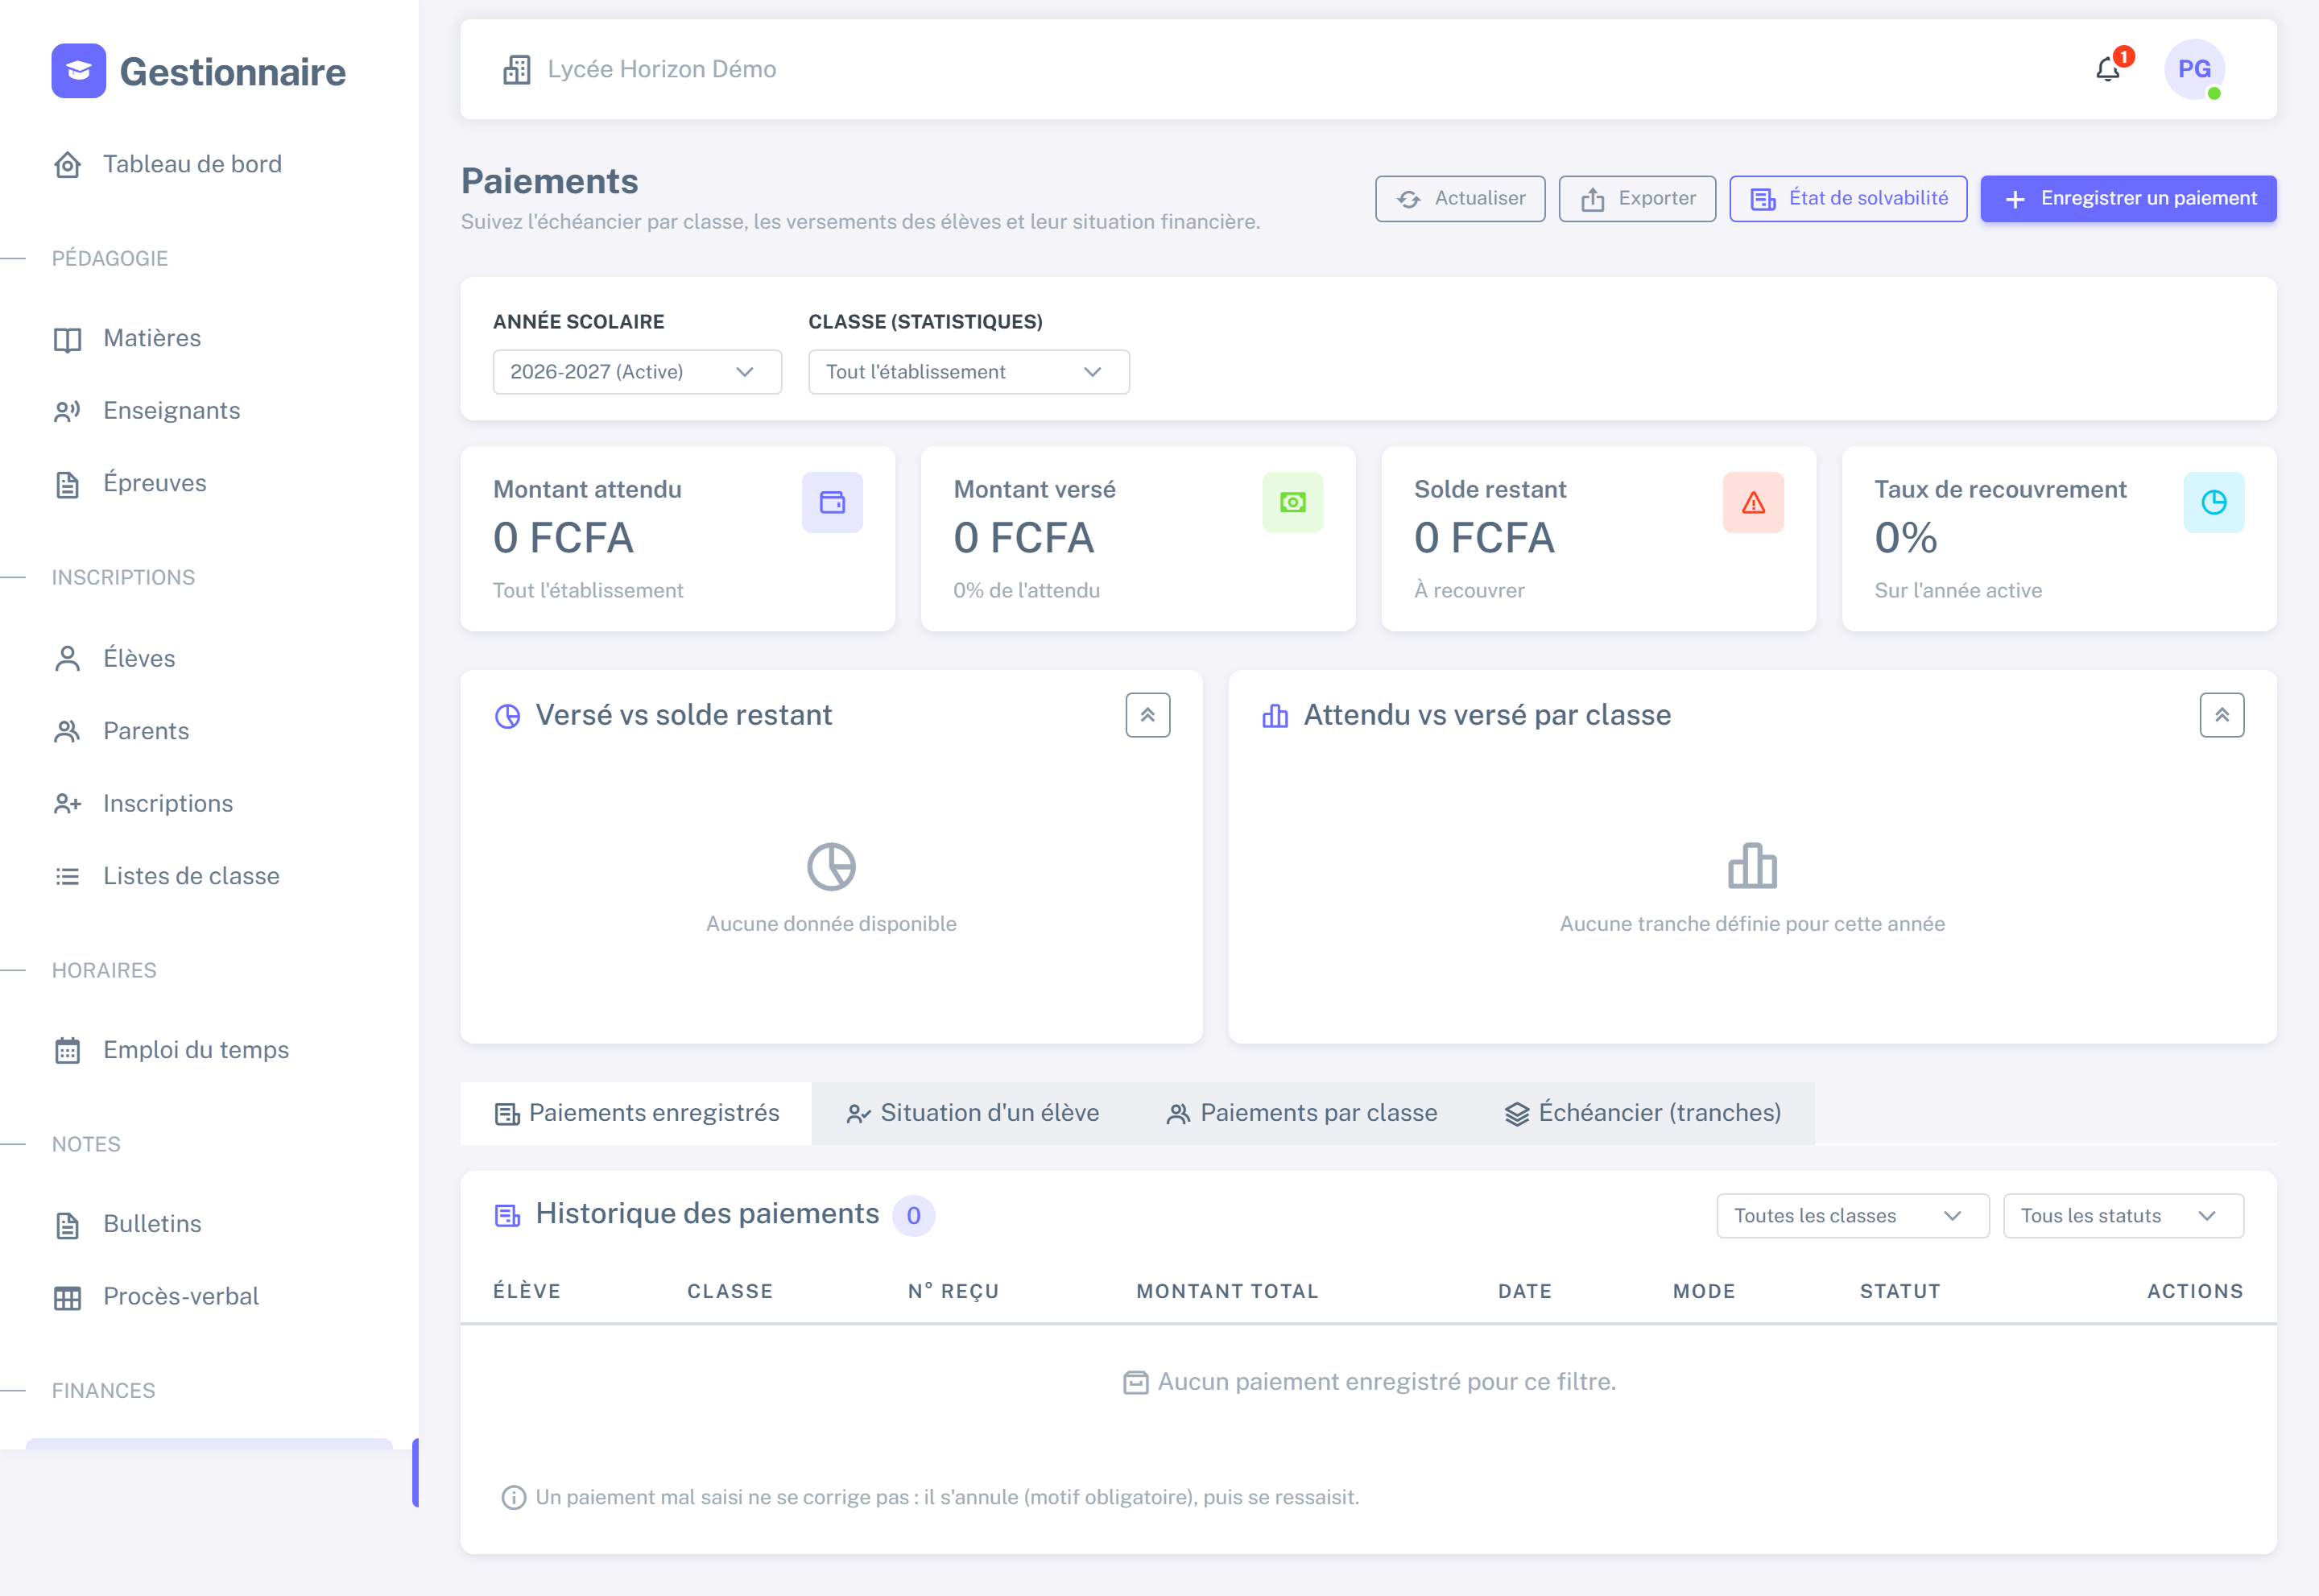 Gestionnaire
Tableau de bord
PÉDAGOGIE
Matières
Enseignants
Épreuves
INSCRIPTIONS
Élèves
Parents
Inscriptions
Listes de classe
HORAIRES
Emploi du temps
NOTES
Bulletins
Procès-verbal
FINANCES
Lycée Horizon Démo
1
PG
Paiements
Suivez l'échéancier par classe, les versements des élèves et leur situation financière.
Actualiser
Exporter
État de solvabilité
Enregistrer un paiement
ANNÉE SCOLAIRE
2026-2027 (Active)
CLASSE (STATISTIQUES)
Tout l'établissement
Montant attendu
0 FCFA
Tout l'établissement
Montant versé
0 FCFA
0% de l'attendu
Solde restant
0 FCFA
À recouvrer
Taux de recouvrement
0%
Sur l'année active
Versé vs solde restant
Aucune donnée disponible
Attendu vs versé par classe
Aucune tranche définie pour cette année
Paiements enregistrés
Situation d'un élève
Paiements par classe
Échéancier (tranches)
Historique des paiements 0
Toutes les classes
Tous les statuts
ÉLÈVE CLASSE N° REÇU MONTANT TOTAL DATE MODE STATUT ACTIONS
Aucun paiement enregistré pour ce filtre.
Un paiement mal saisi ne se corrige pas : il s'annule (motif obligatoire), puis se ressaisit.